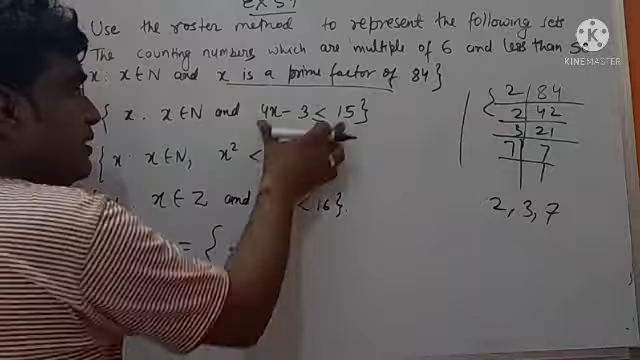 EX 5.1
Use the roster method to represent the following sets
The counting numbers which are multiple of 6 and less than 50
x: x∈N and x is a prime factor of 84}
{ x: x∈N and 4x-3<15}
{x: x∈N, x² <
x∈Z and <16}.
= {
2 | 84
2 | 42
3 | 21
7 | 7
1
2, 3, 7
KINEMASTER